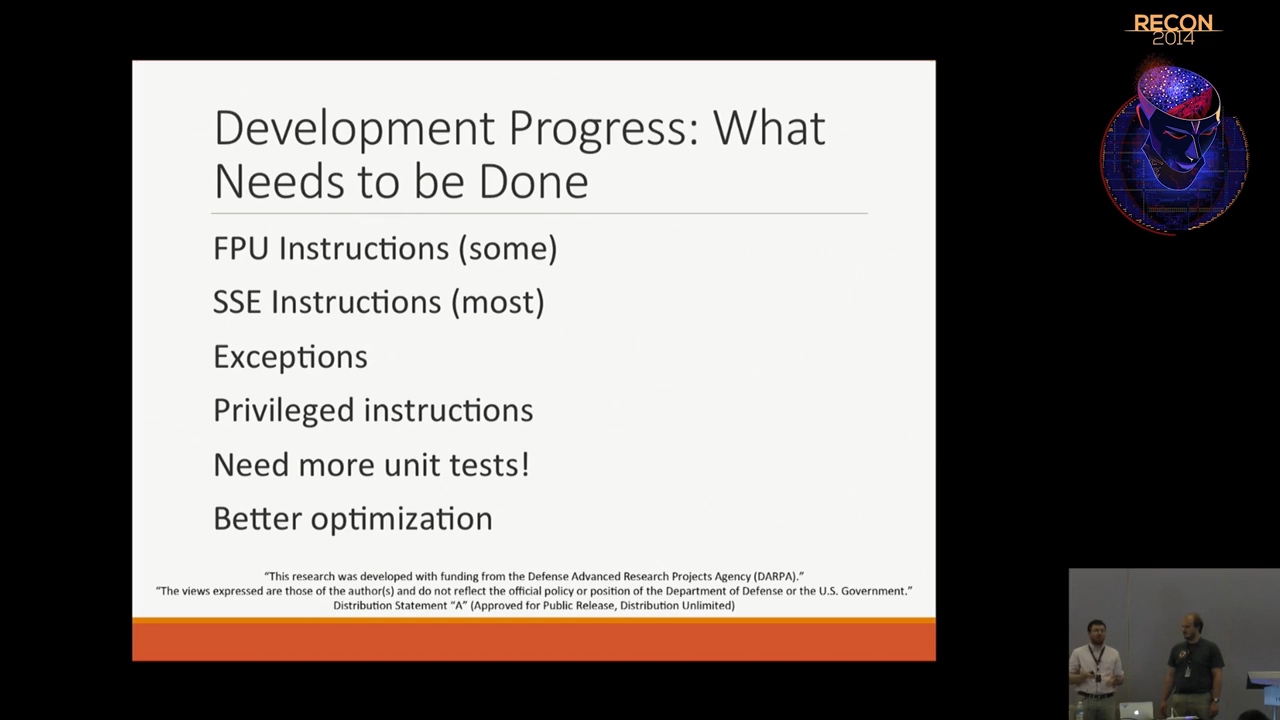 RECON
2014
Development Progress: What
Needs to be Done
FPU Instructions (some)
SSE Instructions (most)
Exceptions
Privileged instructions
Need more unit tests!
Better optimization
“This research was developed with funding from the Defense Advanced Research Projects Agency (DARPA).”
“The views expressed are those of the author(s) and do not reflect the official policy or position of the Department of Defense or the U.S. Government.”
Distribution Statement “A” (Approved for Public Release, Distribution Unlimited)